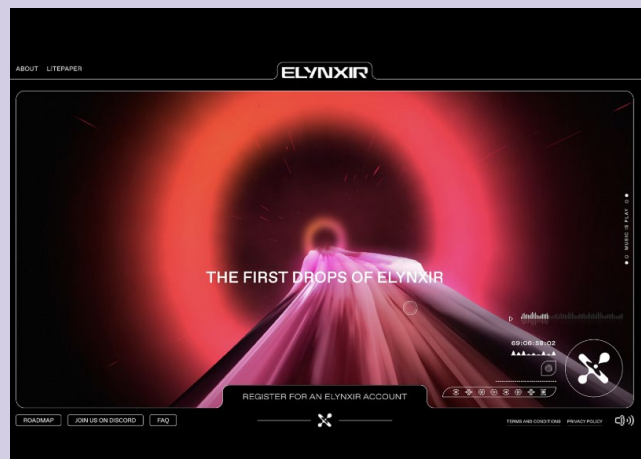 ABOUT LITEPAPER
ELYNXIR
MUSIC IS PLAY
THE FIRST DROPS OF ELYNXIR
69:06:58:02
REGISTER FOR AN ELYNXIR ACCOUNT
ROADMAP JOIN US ON DISCORD FAQ
TERMS AND CONDITIONS PRIVACY POLICY